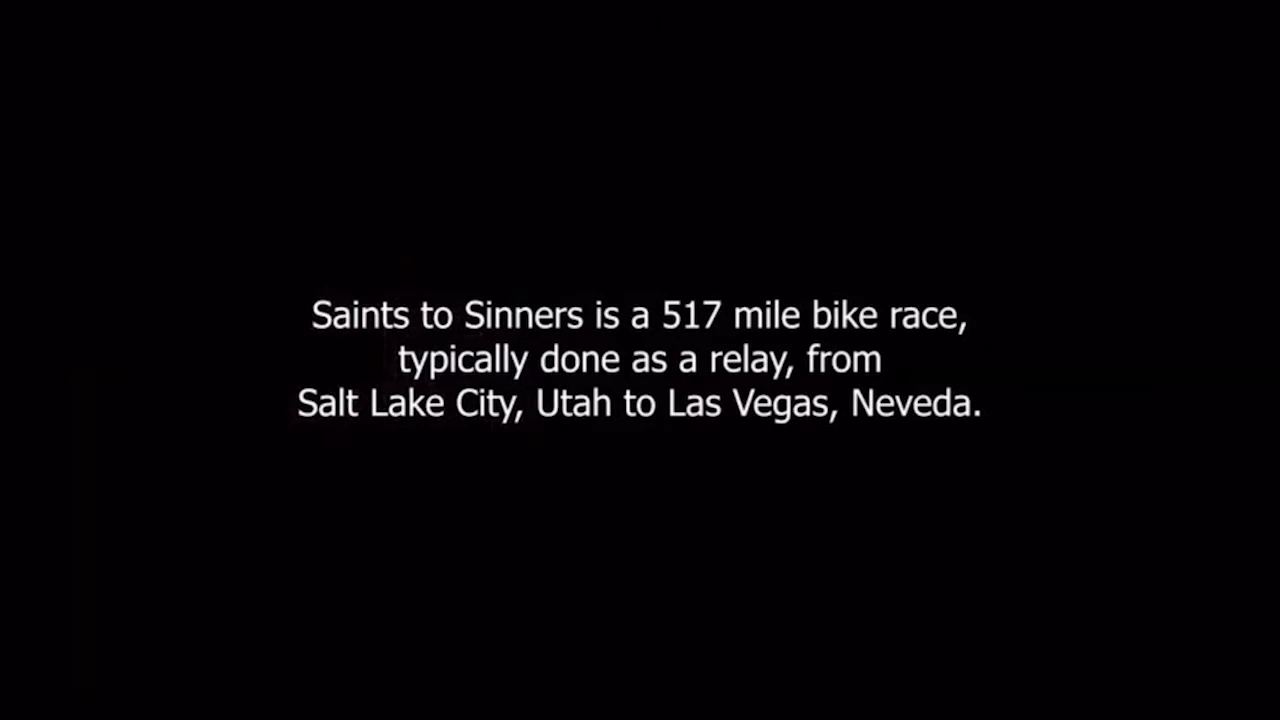 Saints to Sinners is a 517 mile bike race,
typically done as a relay, from
Salt Lake City, Utah to Las Vegas, Neveda.